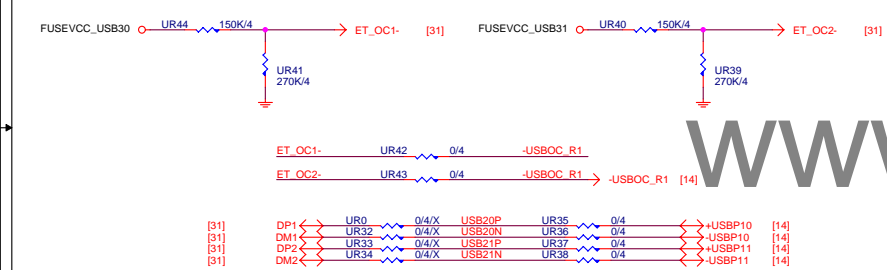 FUSEVCC_USB30 UR44 150K/4 ET_OC1- [31] FUSEVCC_USB31 UR40 150K/4 ET_OC2- [31]
UR41 UR39
270K/4 270K/4
ET_OC1- UR42 0/4 -USBOC_R1
ET_OC2- UR43 0/4 -USBOC_R1 -USBOC_R1 [14]
[31] DP1 UR0 0/4/X USB20P UR35 0/4 +USBP10 [14]
[31] DM1 UR32 0/4/X USB20N UR36 0/4 -USBP10 [14]
[31] DP2 UR33 0/4/X USB21P UR37 0/4 +USBP11 [14]
[31] DM2 UR34 0/4/X USB21N UR38 0/4 -USBP11 [14]